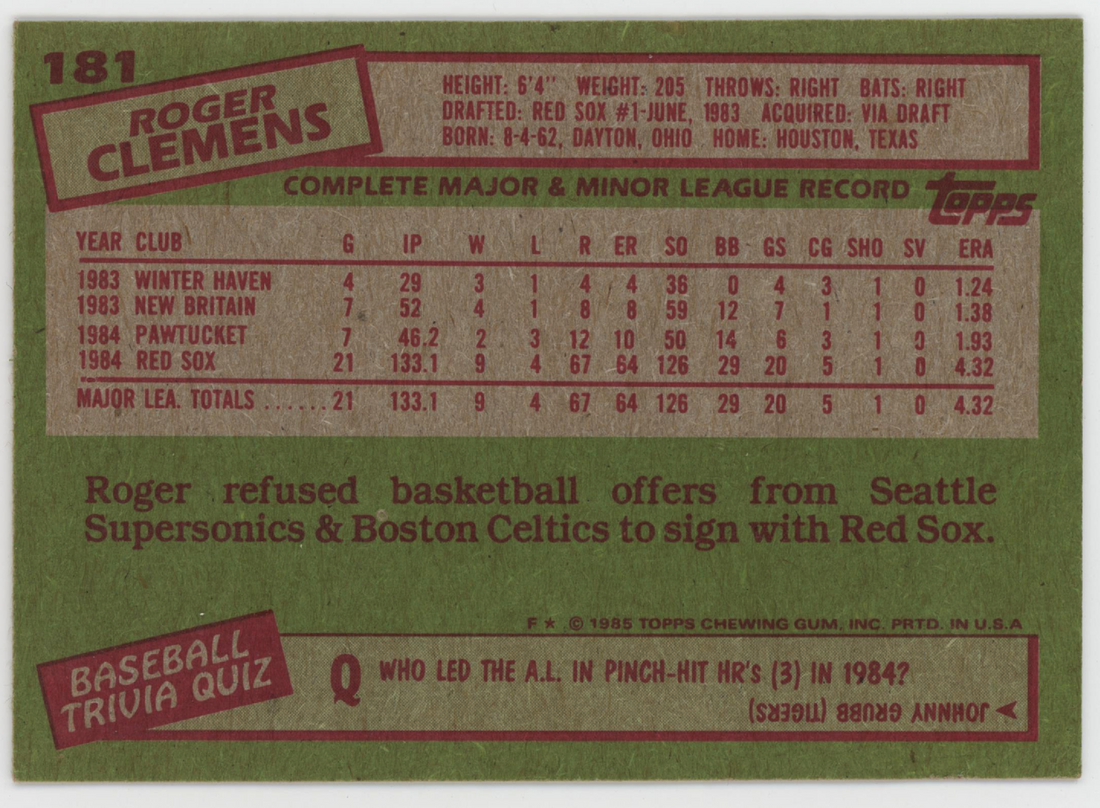 181
ROGER
CLEMENS
HEIGHT: 6'4" WEIGHT: 205 THROWS: RIGHT BATS: RIGHT
DRAFTED: RED SOX #1-JUNE, 1983 ACQUIRED: VIA DRAFT
BORN: 8-4-62, DAYTON, OHIO HOME: HOUSTON, TEXAS
COMPLETE MAJOR & MINOR LEAGUE RECORD topps
YEAR CLUB G IP W L R ER SO BB GS CG SHO SV ERA
1983 WINTER HAVEN 4 29 3 1 4 4 36 0 4 3 1 0 1.24
1983 NEW BRITAIN 7 52 4 1 8 8 59 12 7 1 1 0 1.38
1984 PAWTUCKET 7 46.2 2 3 12 10 50 14 6 3 1 0 1.93
1984 RED SOX 21 133.1 9 4 67 64 126 29 20 5 1 0 4.32
MAJOR LEA. TOTALS ...... 21 133.1 9 4 67 64 126 29 20 5 1 0 4.32
Roger refused basketball offers from Seattle
Supersonics & Boston Celtics to sign with Red Sox.
F ★ © 1985 TOPPS CHEWING GUM, INC. PRTD. IN U.S.A
BASEBALL
TRIVIA QUIZ
Q WHO LED THE A.L. IN PINCH-HIT HR's (3) IN 1984?
JOHNNY GRUBB (TIGERS)